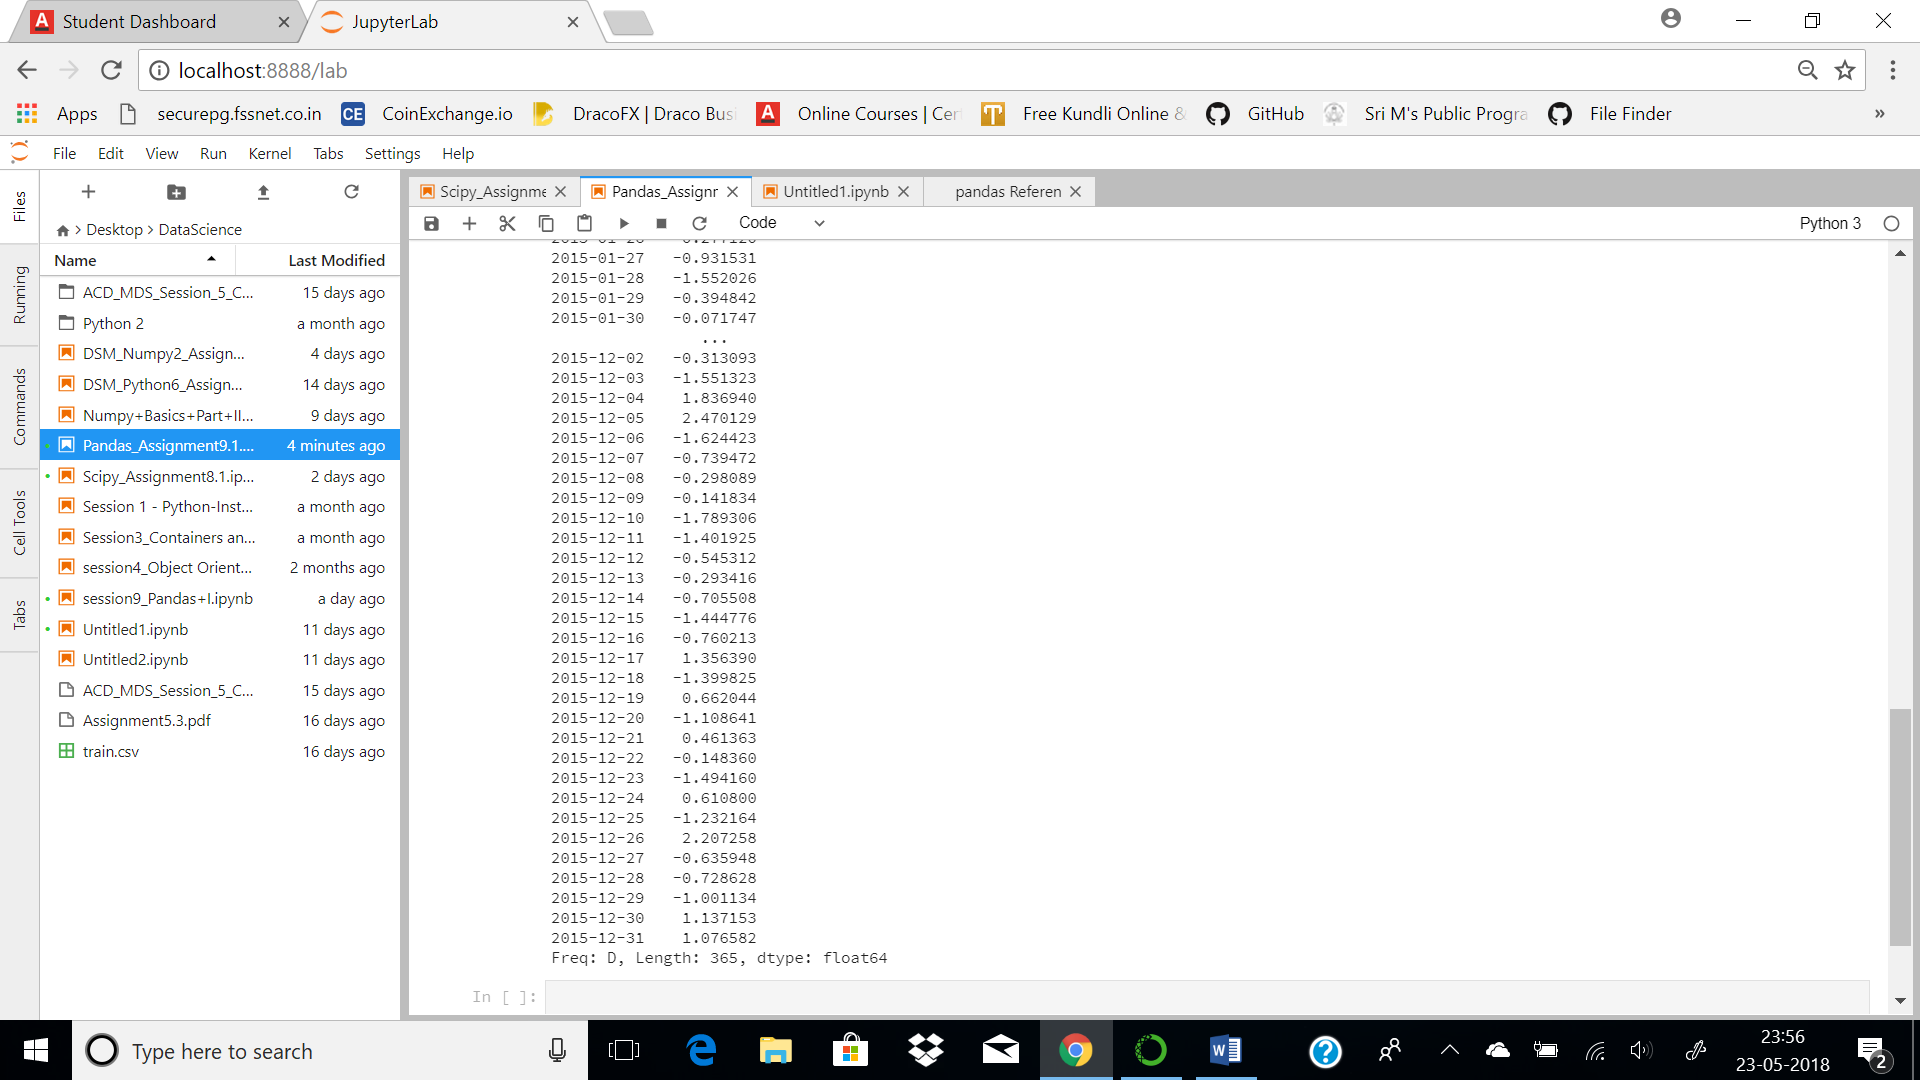 Student Dashboard
JupyterLab
localhost:8888/lab
Apps
securepg.fssnet.co.in
CE CoinExchange.io
DracoFX | Draco Busi
A Online Courses | Cert
T Free Kundli Online &
GitHub
Sri M's Public Progra
File Finder
»
File Edit View Run Kernel Tabs Settings Help
Files
Running
Commands
Cell Tools
Tabs
> Desktop > DataScience
Name Last Modified
ACD_MDS_Session_5_C... 15 days ago
Python 2 a month ago
DSM_Numpy2_Assign... 4 days ago
DSM_Python6_Assign... 14 days ago
Numpy+Basics+Part+II... 9 days ago
Pandas_Assignment9.1.... 4 minutes ago
Scipy_Assignment8.1.ip... 2 days ago
Session 1 - Python-Inst... a month ago
Session3_Containers an... a month ago
session4_Object Orient... 2 months ago
session9_Pandas+I.ipynb a day ago
Untitled1.ipynb 11 days ago
Untitled2.ipynb 11 days ago
ACD_MDS_Session_5_C... 15 days ago
Assignment5.3.pdf 16 days ago
train.csv 16 days ago
Scipy_Assignme
Pandas_Assignr
Untitled1.ipynb
pandas Referen
Code
Python 3
2015-01-27 -0.931531
2015-01-28 -1.552026
2015-01-29 -0.394842
2015-01-30 -0.071747
...
2015-12-02 -0.313093
2015-12-03 -1.551323
2015-12-04 1.836940
2015-12-05 2.470129
2015-12-06 -1.624423
2015-12-07 -0.739472
2015-12-08 -0.298089
2015-12-09 -0.141834
2015-12-10 -1.789306
2015-12-11 -1.401925
2015-12-12 -0.545312
2015-12-13 -0.293416
2015-12-14 -0.705508
2015-12-15 -1.444776
2015-12-16 -0.760213
2015-12-17 1.356390
2015-12-18 -1.399825
2015-12-19 0.662044
2015-12-20 -1.108641
2015-12-21 0.461363
2015-12-22 -0.148360
2015-12-23 -1.494160
2015-12-24 0.610800
2015-12-25 -1.232164
2015-12-26 2.207258
2015-12-27 -0.635948
2015-12-28 -0.728628
2015-12-29 -1.001134
2015-12-30 1.137153
2015-12-31 1.076582
Freq: D, Length: 365, dtype: float64
In [ ]:
Type here to search
23:56
23-05-2018
2